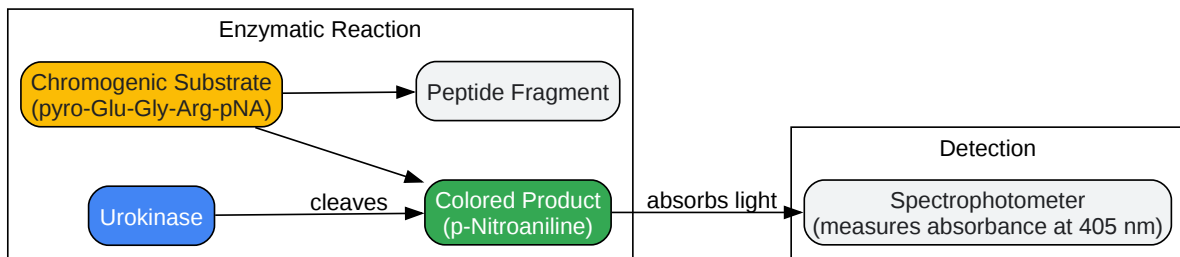 Enzymatic Reaction
Chromogenic Substrate
(pyro-Glu-Gly-Arg-pNA)
Peptide Fragment
Urokinase
cleaves
Colored Product
(p-Nitroaniline)
absorbs light
Detection
Spectrophotometer
(measures absorbance at 405 nm)